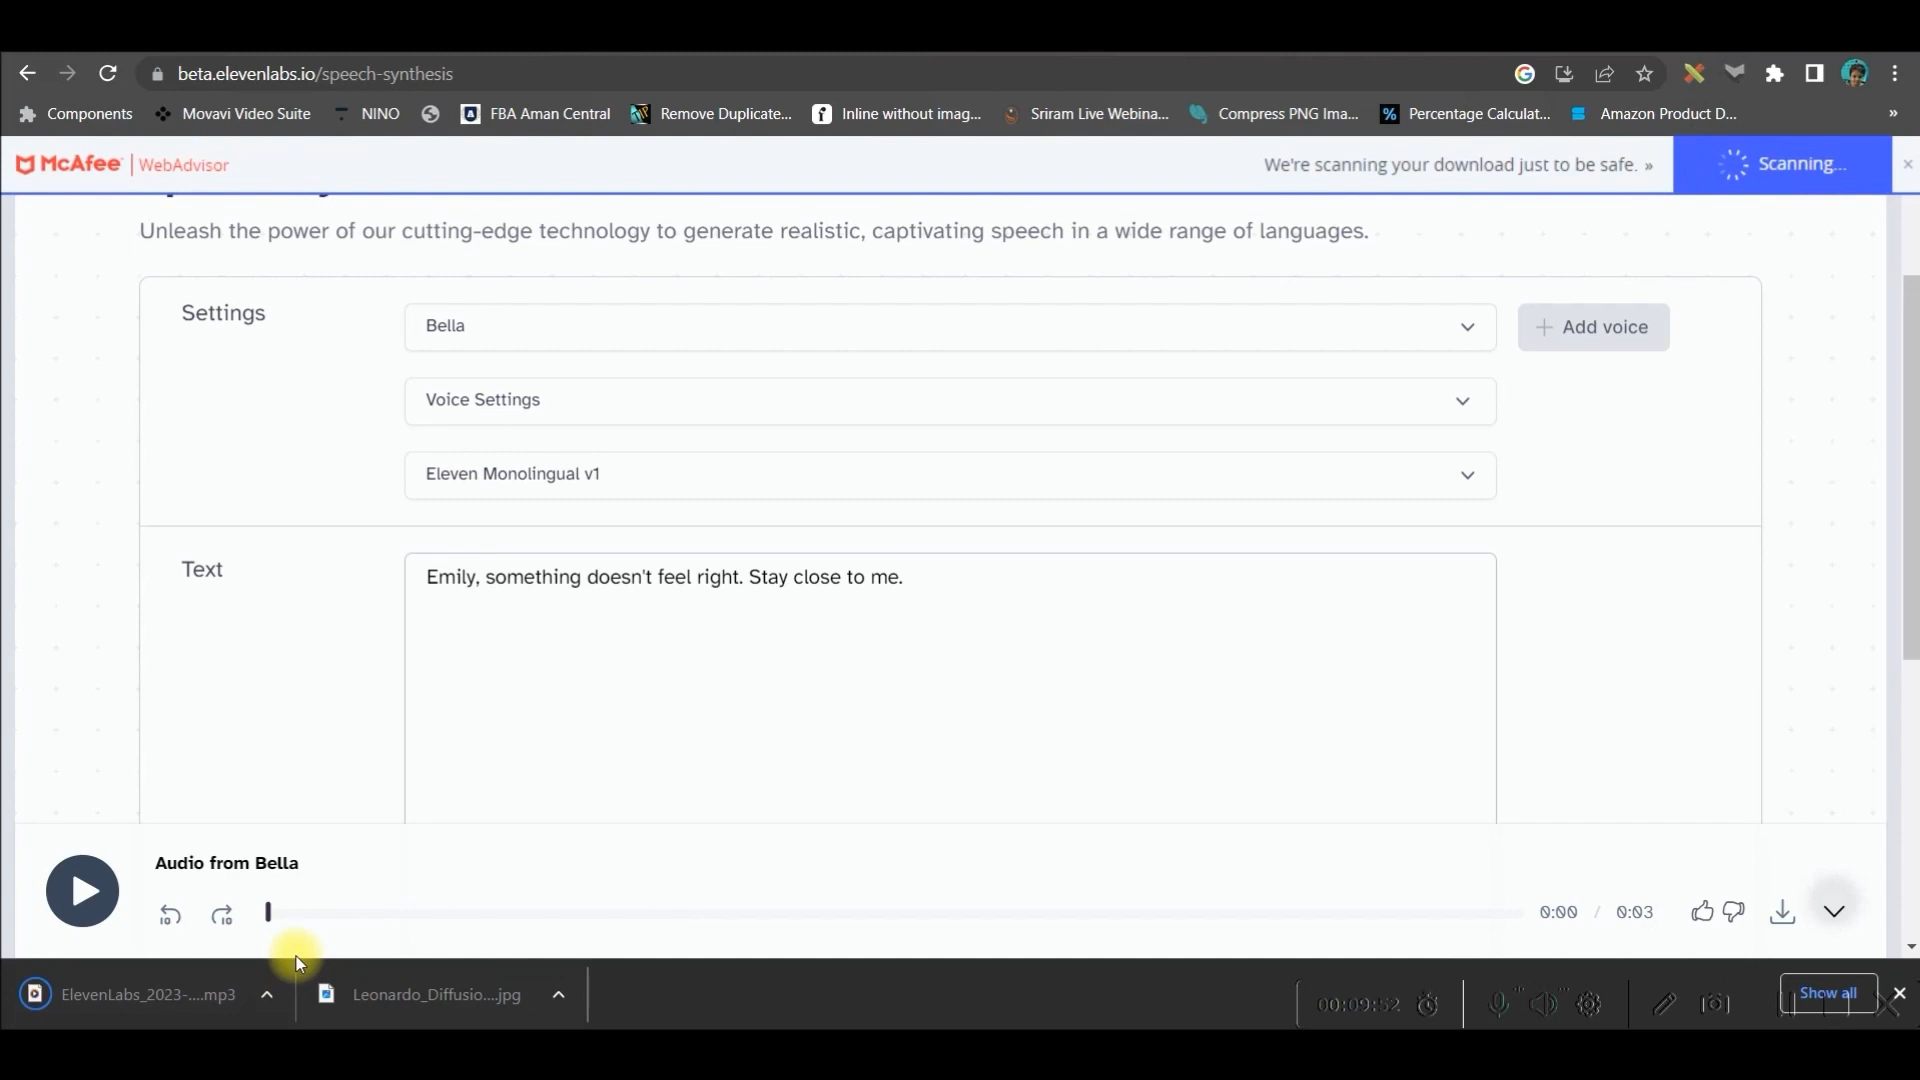 beta.elevenlabs.io/speech-synthesis
Components Movavi Video Suite NINO FBA Aman Central Remove Duplicate... Inline without imag... Sriram Live Webina... Compress PNG Ima... % Percentage Calculat... Amazon Product D... »
McAfee WebAdvisor We're scanning your download just to be safe. » Scanning... ×
Unleash the power of our cutting-edge technology to generate realistic, captivating speech in a wide range of languages.
Settings Bella + Add voice
Voice Settings
Eleven Monolingual v1
Text Emily, something doesn't feel right. Stay close to me.
Audio from Bella
10 10 0:00 / 0:03
ElevenLabs_2023-....mp3 Leonardo_Diffusio....jpg 00:09:52 Show all